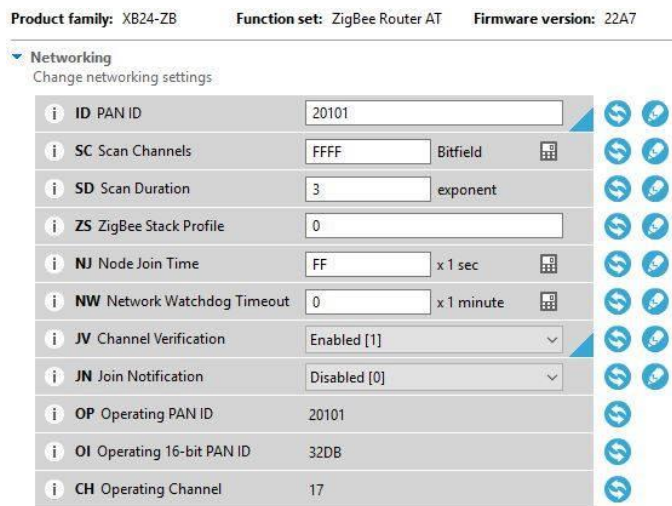 Product family: XB24-ZB Function set: ZigBee Router AT Firmware version: 22A7
Networking
Change networking settings
i ID PAN ID 20101
i SC Scan Channels FFFF Bitfield
i SD Scan Duration 3 exponent
i ZS ZigBee Stack Profile 0
i NJ Node Join Time FF x 1 sec
i NW Network Watchdog Timeout 0 x 1 minute
i JV Channel Verification Enabled [1]
i JN Join Notification Disabled [0]
i OP Operating PAN ID 20101
i OI Operating 16-bit PAN ID 32DB
i CH Operating Channel 17